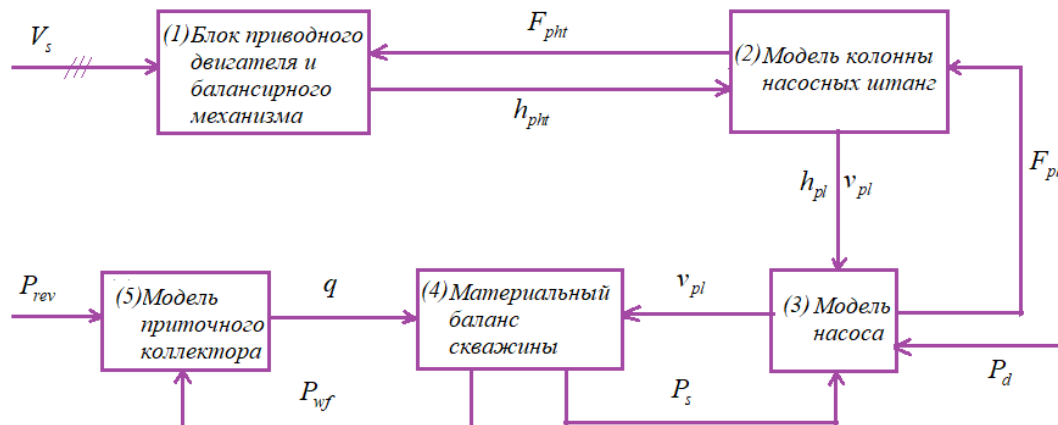 V_s
(1) Блок приводного
двигателя и
балансирного
механизма
F_pht
h_pht
(2) Модель колонны
насосных штанг
h_pl v_pl
F_pl
P_rev
(5) Модель
приточного
коллектора
q
(4) Материальный
баланс
скважины
v_pl
(3) Модель
насоса
P_d
P_wf
P_s